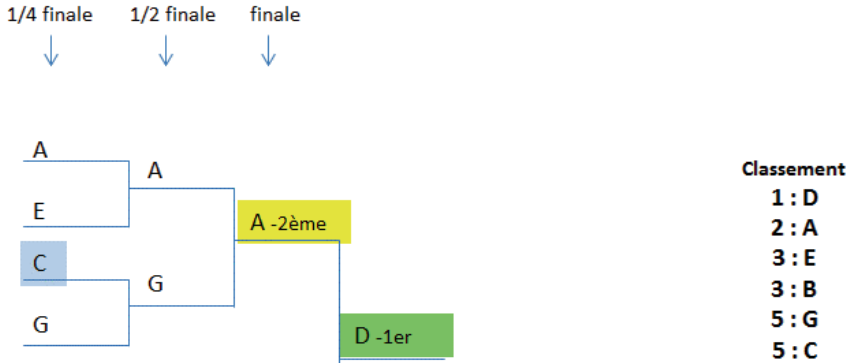 1/4 finale 1/2 finale finale
A
A
E
A -2ème
C
G
G
D -1er
Classement
1 : D
2 : A
3 : E
3 : B
5 : G
5 : C